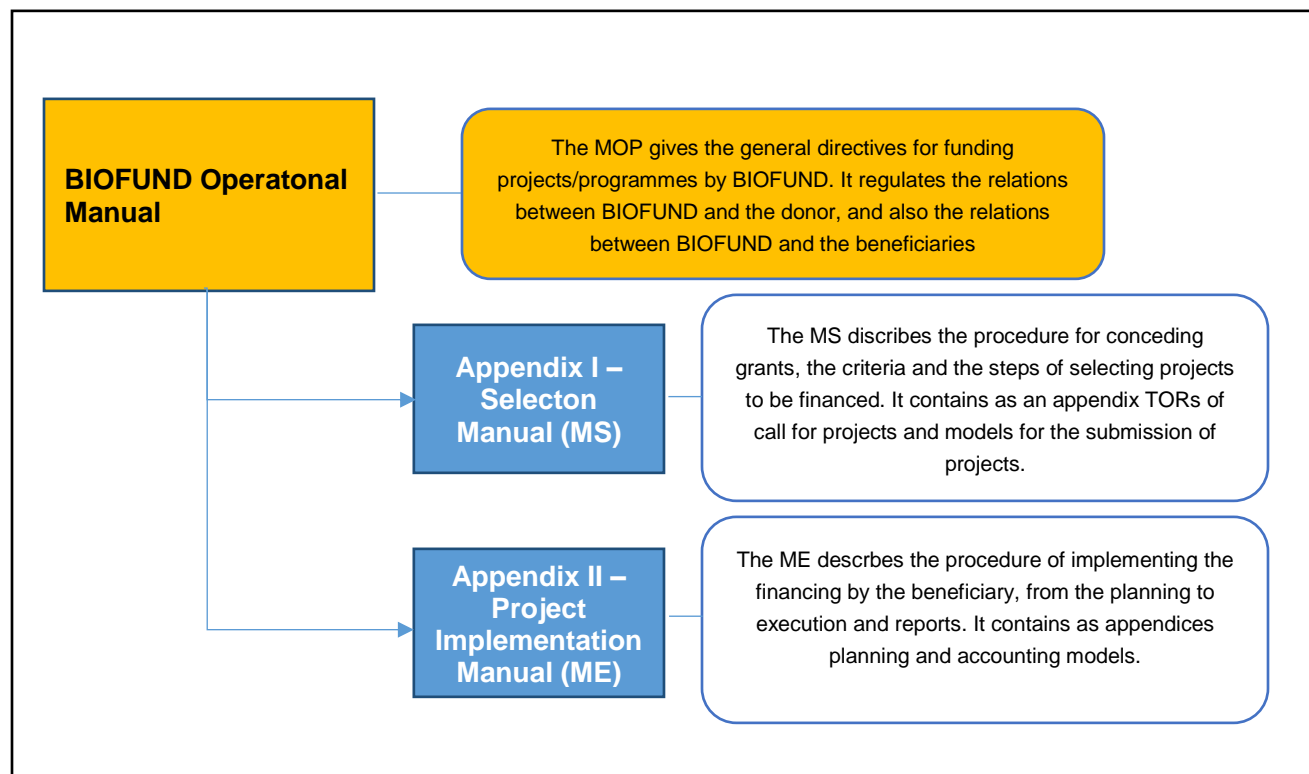 BIOFUND Operatonal
Manual
The MOP gives the general directives for funding
projects/programmes by BIOFUND. It regulates the relations
between BIOFUND and the donor, and also the relations
between BIOFUND and the beneficiaries
Appendix I –
Selecton
Manual (MS)
The MS discribes the procedure for conceding
grants, the criteria and the steps of selecting projects
to be financed. It contains as an appendix TORs of
call for projects and models for the submission of
projects.
Appendix II –
Project
Implementation
Manual (ME)
The ME descrbes the procedure of implementing the
financing by the beneficiary, from the planning to
execution and reports. It contains as appendices
planning and accounting models.